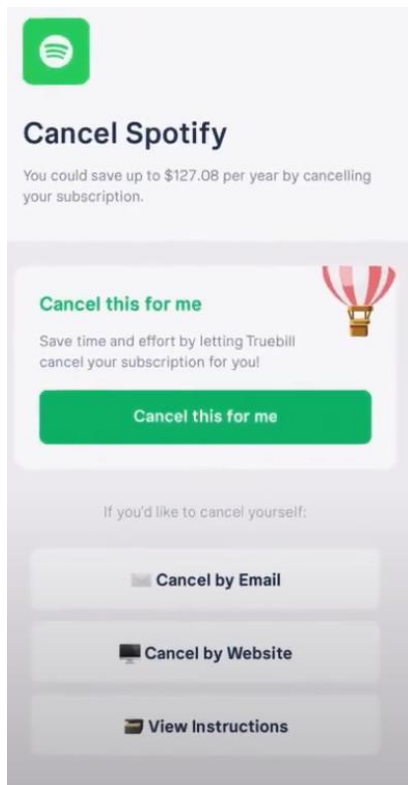 Cancel Spotify
You could save up to $127.08 per year by cancelling
your subscription.
Cancel this for me
Save time and effort by letting Truebill
cancel your subscription for you!
Cancel this for me
If you'd like to cancel yourself:
Cancel by Email
Cancel by Website
View Instructions